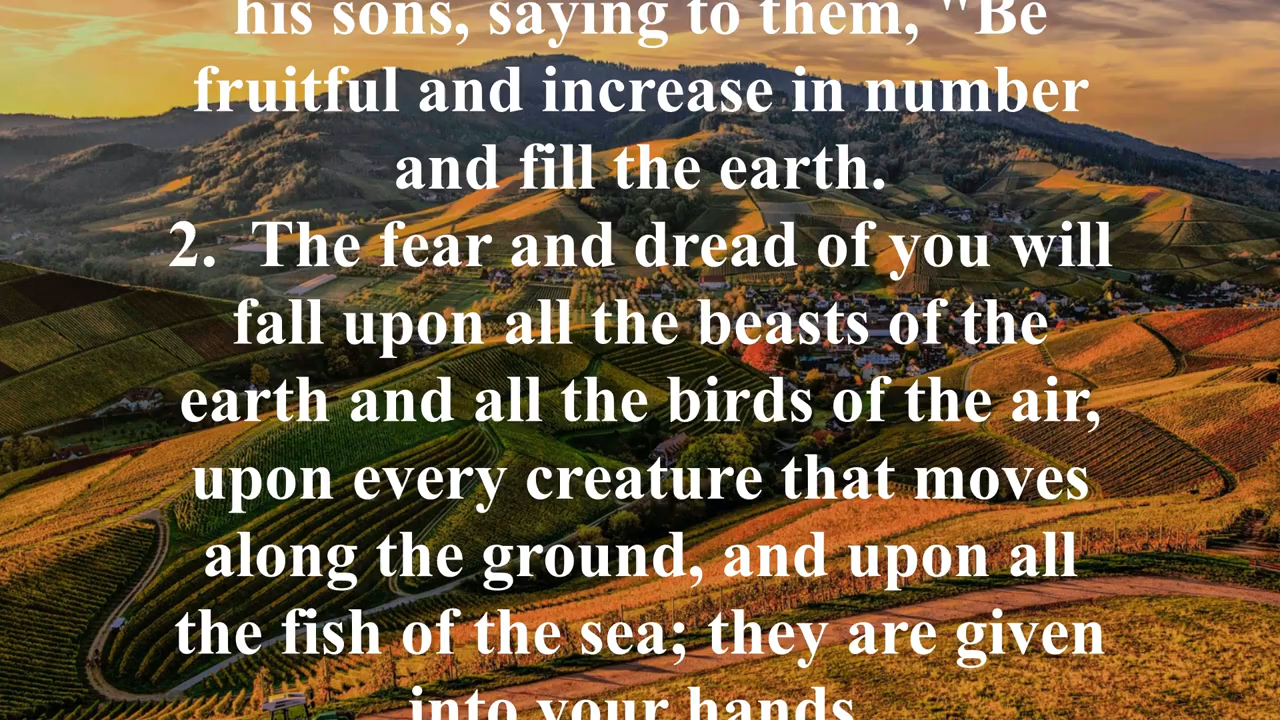 his sons, saying to them, "Be
fruitful and increase in number
and fill the earth.
2.  The fear and dread of you will
fall upon all the beasts of the
earth and all the birds of the air,
upon every creature that moves
along the ground, and upon all
the fish of the sea; they are given
into your hands